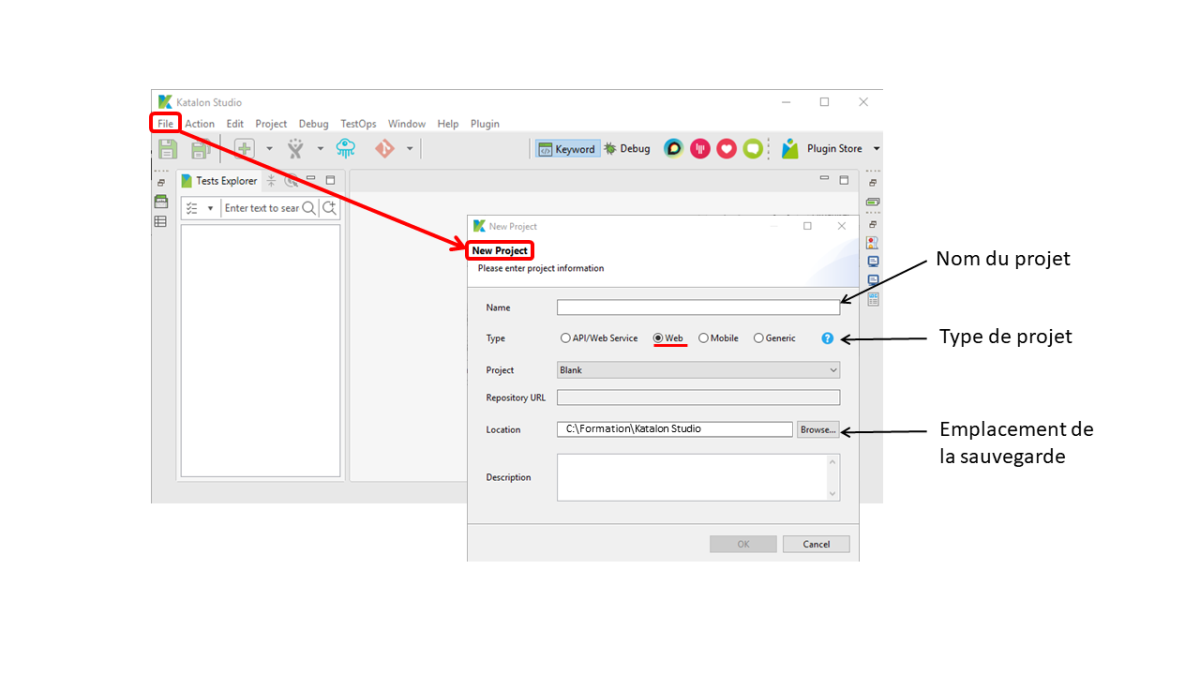 Katalon Studio
File Action Edit Project Debug TestOps Window Help Plugin
Keyword Debug Plugin Store
Tests Explorer
Enter text to sear
New Project
New Project
Please enter project information
Name
Nom du projet
Type API/Web Service Web Mobile Generic ?
Type de projet
Project Blank
Repository URL
Location C:\Formation\Katalon Studio Browse...
Emplacement de
la sauvegarde
Description
OK Cancel